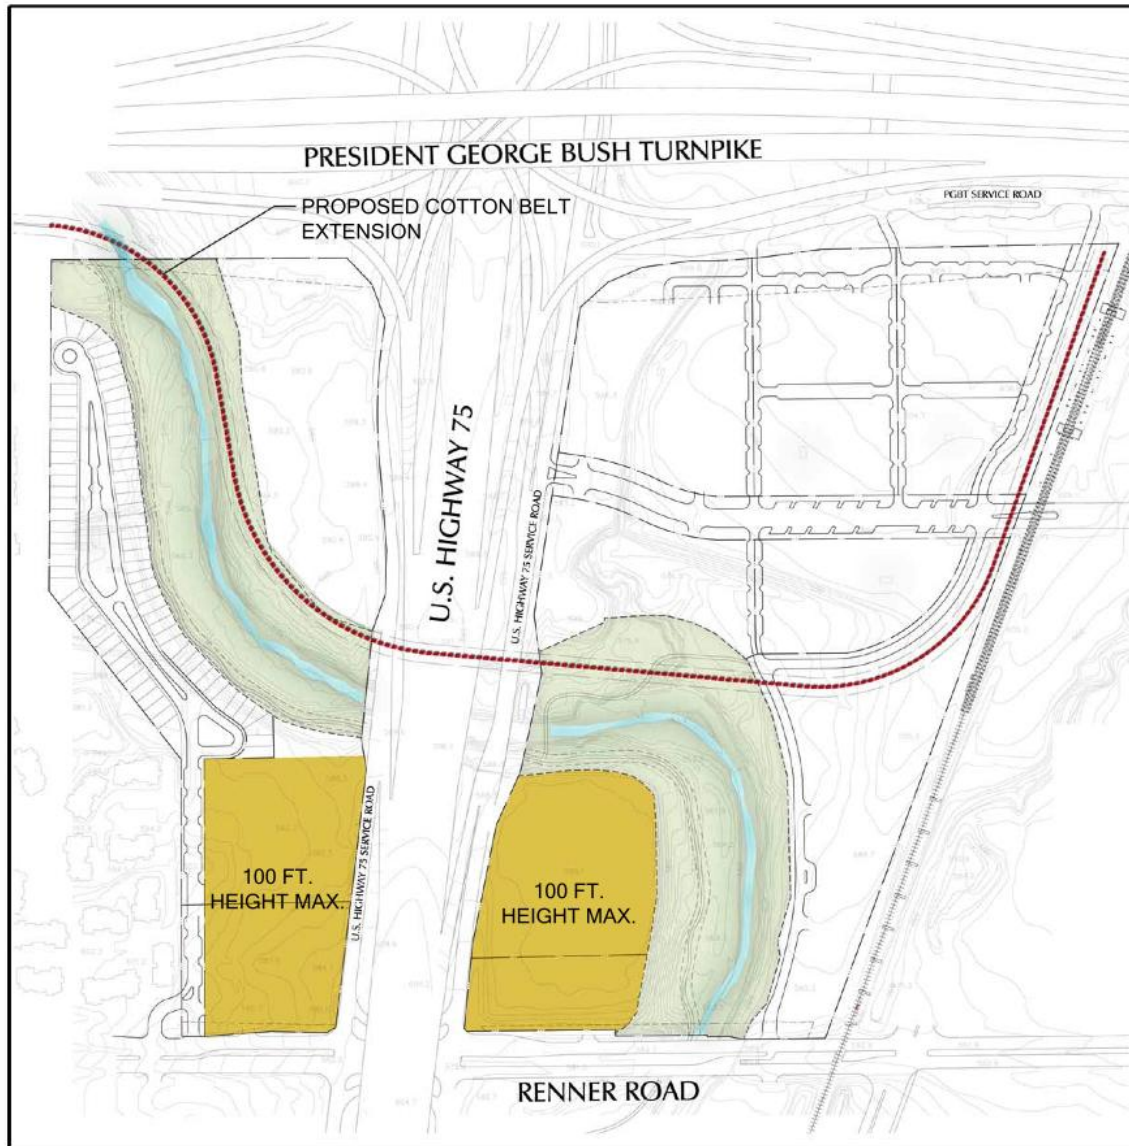 PRESIDENT GEORGE BUSH TURNPIKE
PGBT SERVICE ROAD
PROPOSED COTTON BELT
EXTENSION
U.S. HIGHWAY 75
U.S. HIGHWAY 75 SERVICE ROAD
U.S. HIGHWAY 75 SERVICE ROAD
100 FT.
HEIGHT MAX.
100 FT.
HEIGHT MAX.
RENNER ROAD